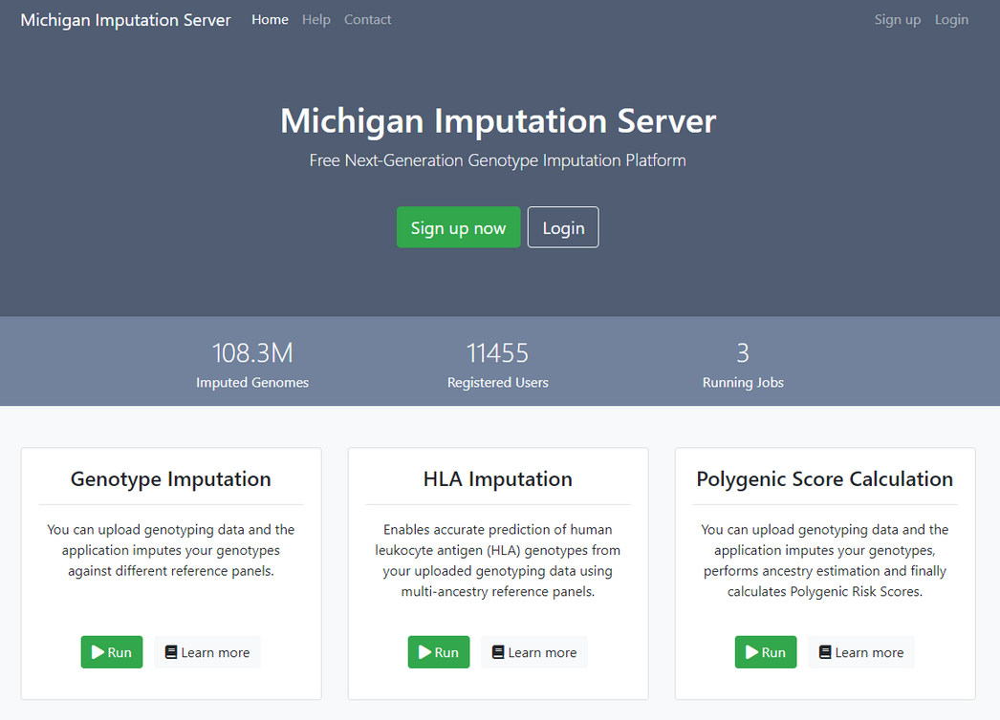 Michigan Imputation Server Home Help Contact Sign up Login
Michigan Imputation Server
Free Next-Generation Genotype Imputation Platform
Sign up now Login
108.3M
Imputed Genomes
11455
Registered Users
3
Running Jobs
Genotype Imputation
You can upload genotyping data and the
application imputes your genotypes
against different reference panels.
Run Learn more
HLA Imputation
Enables accurate prediction of human
leukocyte antigen (HLA) genotypes from
your uploaded genotyping data using
multi-ancestry reference panels.
Run Learn more
Polygenic Score Calculation
You can upload genotyping data and the
application imputes your genotypes,
performs ancestry estimation and finally
calculates Polygenic Risk Scores.
Run Learn more